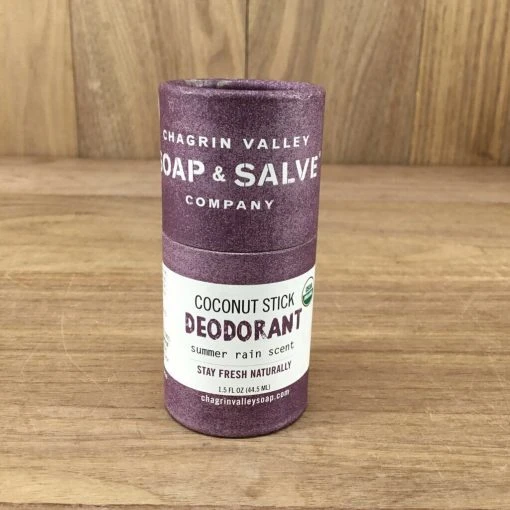 CHAGRIN VALLEY
SOAP & SALVE
COMPANY
COCONUT STICK
DEODORANT
summer rain scent
STAY FRESH NATURALLY
1.5 FL OZ (44.5 ML)
chagrinvalleysoap.com